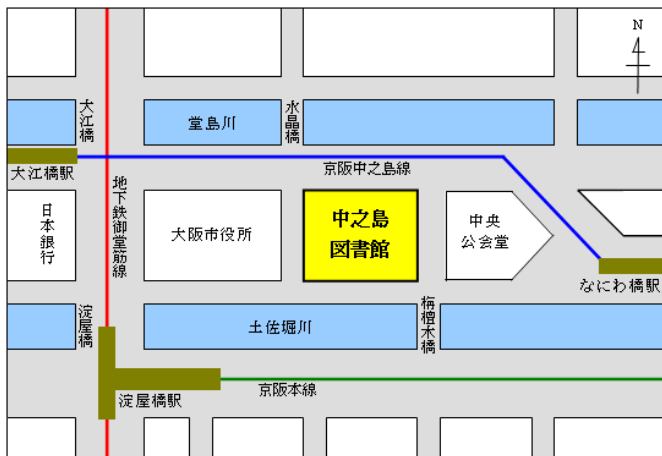 N
大江橋
堂島川
水晶橋
大江橋駅
京阪中之島線
地下鉄御堂筋線
日本銀行
大阪市役所
中之島
図書館
中央
公会堂
なにわ橋駅
淀屋橋
土佐堀川
栴檀木橋
淀屋橋駅
京阪本線